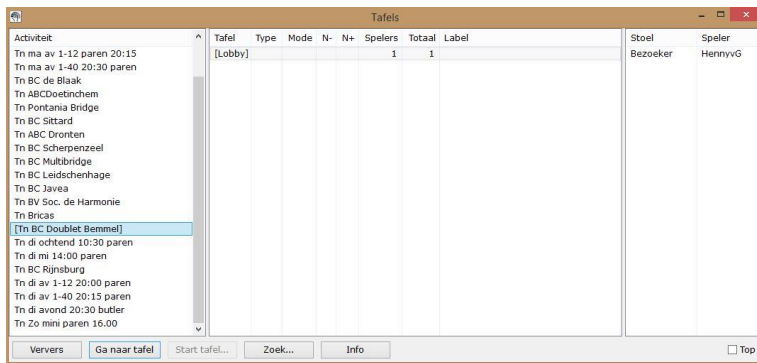 Tafels
Activiteit
Tn ma av 1-12 paren 20:15
Tn ma av 1-40 20:30 paren
Tn BC de Blaak
Tn ABCDoetinchem
Tn Pontania Bridge
Tn BC Sittard
Tn ABC Dronten
Tn BC Scherpenzeel
Tn BC Multibridge
Tn BC Leidschenhage
Tn BC Javea
Tn BV Soc. de Harmonie
Tn Bricas
[Tn BC Doublet Bemmel]
Tn di ochtend 10:30 paren
Tn di mi 14:00 paren
Tn BC Rijnsburg
Tn di av 1-12 20:00 paren
Tn di av 1-40 20:15 paren
Tn di avond 20:30 butler
Tn Zo mini paren 16.00
Tafel Type Mode N- N+ Spelers Totaal Label
[Lobby] 1 1
Stoel Speler
Bezoeker HennyvG
Ververs Ga naar tafel Start tafel... Zoek... Info Top